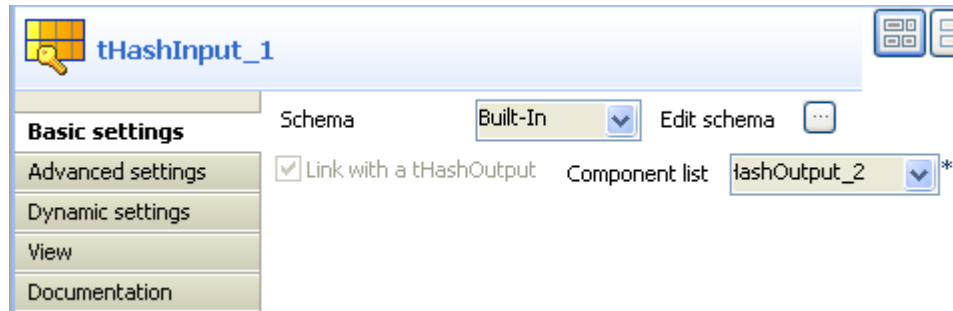 tHashInput_1
Basic settings
Schema Built-In Edit schema ...
Advanced settings
Link with a tHashOutput Component list HashOutput_2 *
Dynamic settings
View
Documentation